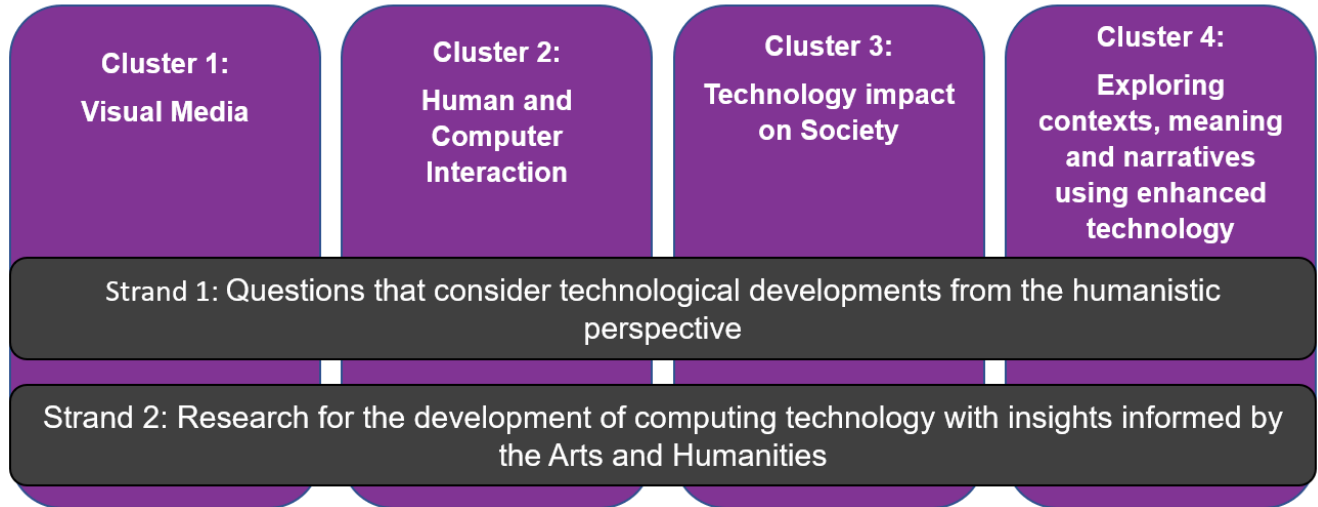 Cluster 1:
Visual Media
Cluster 2:
Human and
Computer
Interaction
Cluster 3:
Technology impact
on Society
Cluster 4:
Exploring
contexts, meaning
and narratives
using enhanced
technology
Strand 1: Questions that consider technological developments from the humanistic
perspective
Strand 2: Research for the development of computing technology with insights informed by
the Arts and Humanities